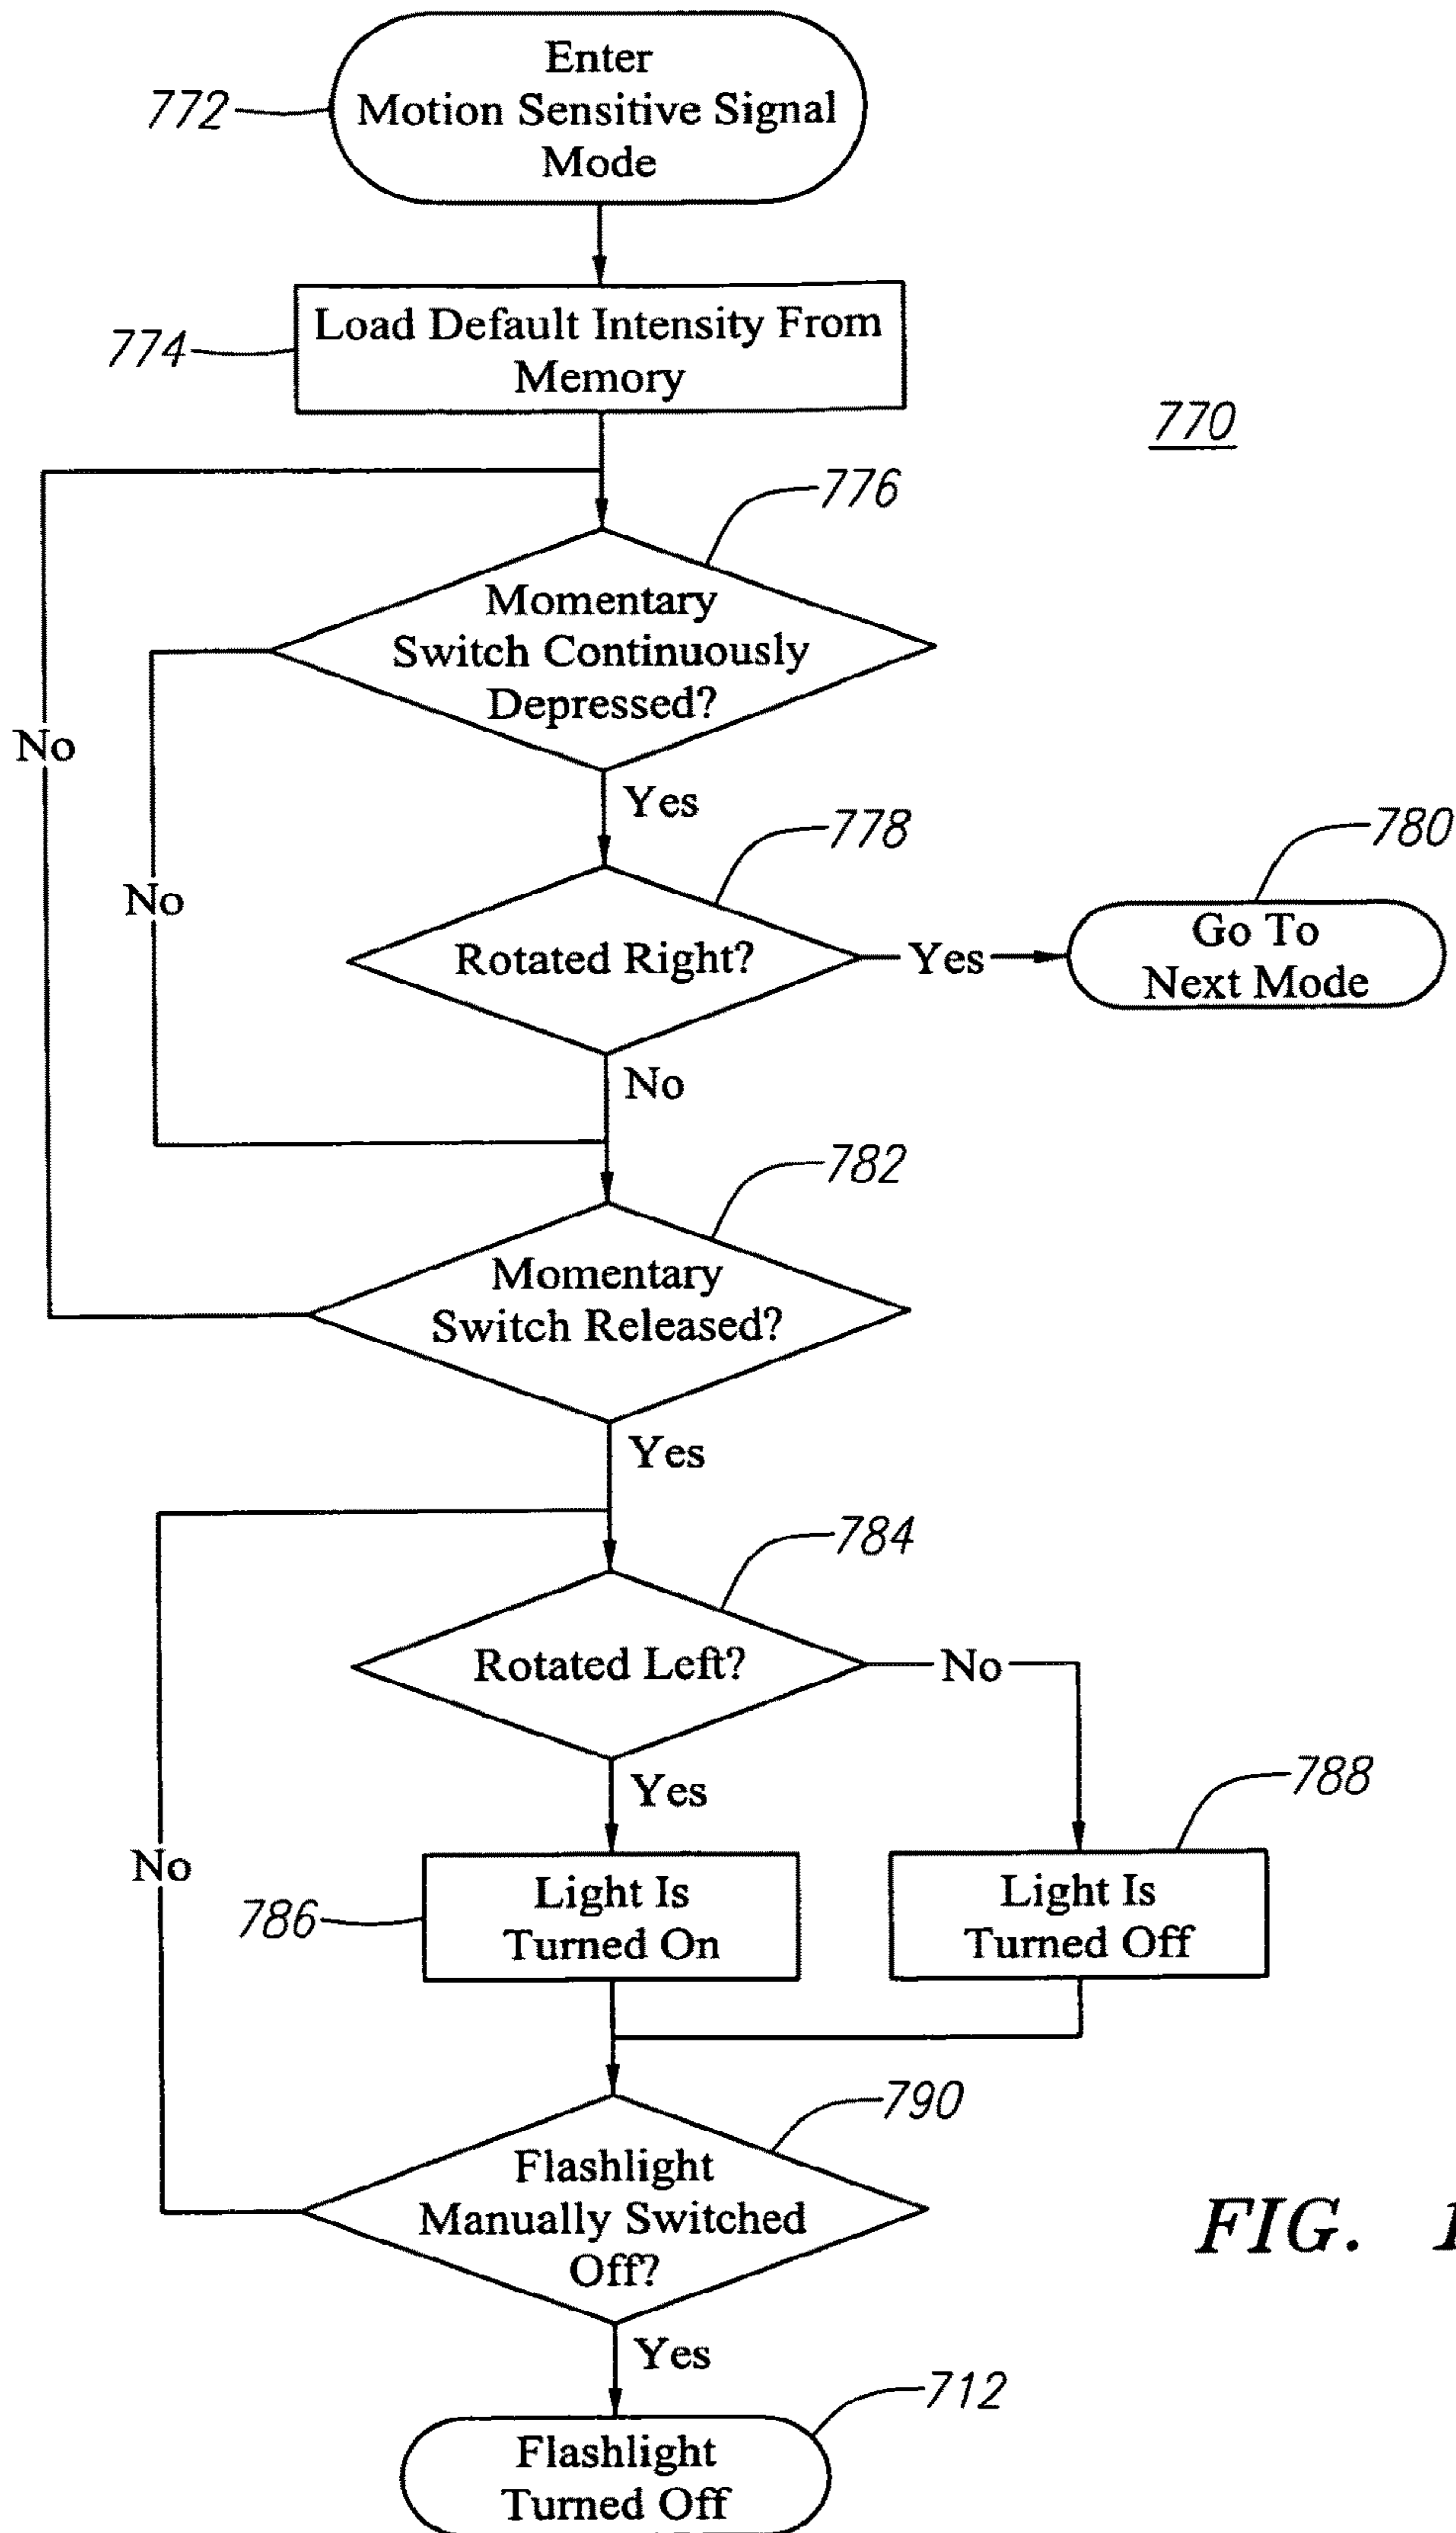 Enter
772
Motion Sensitive Signal
Mode
Load Default Intensity From
774
Memory
770
776
Momentary
Switch Continuously
Depressed?
No
Yes
778
780
No
Rotated Right?
Yes
Go To
Next Mode
No
782
Momentary
Switch Released?
Yes
784
Rotated Left?
No
Yes
788
No
786
Light Is
Turned On
Light Is
Turned Off
790
Flashlight
Manually Switched
Off?
FIG.
Yes
712
Flashlight
Turned Off